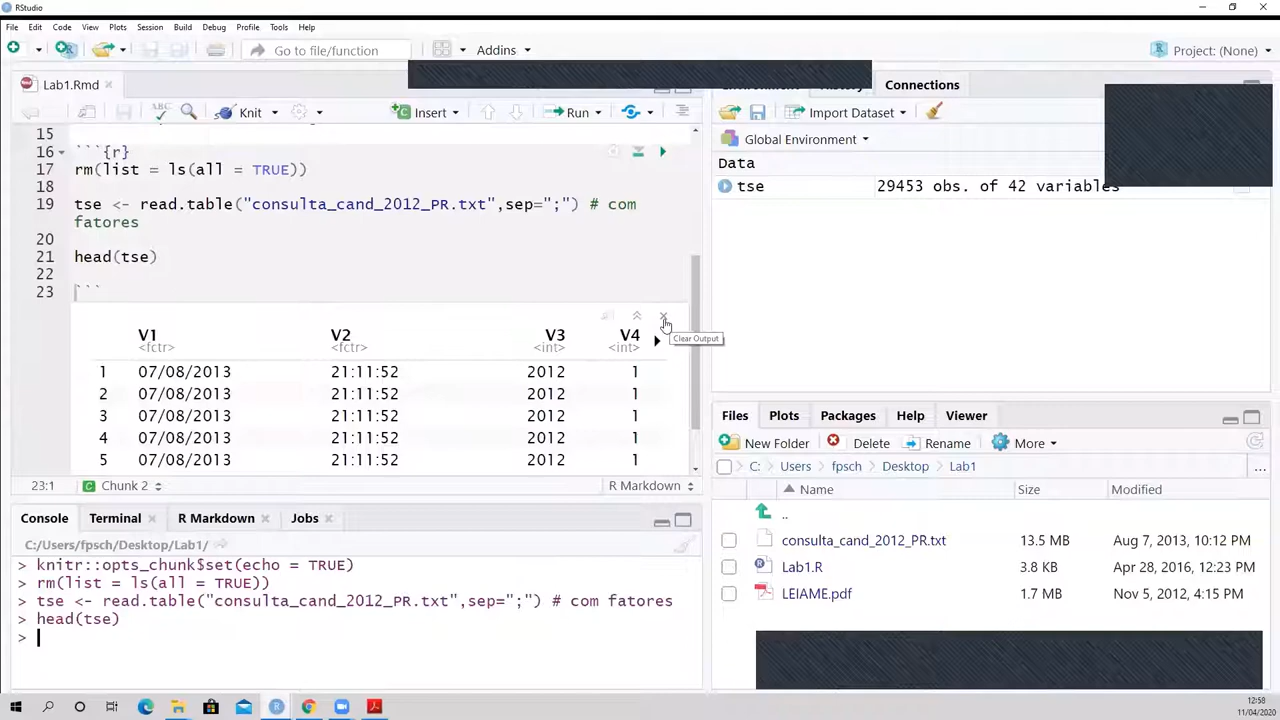 RStudio
File Edit Code View Plots Session Build Debug Profile Tools Help
Go to file/function Addins Project: (None)
Lab1.Rmd
ABC Knit Insert Run
15
16 ```{r}
17 rm(list = ls(all = TRUE))
18
19 tse <- read.table("consulta_cand_2012_PR.txt",sep=";") # com
fatores
20
21 head(tse)
22
23 ```
Clear Output
V1 V2 V3 V4
<fctr> <fctr> <int> <int>
1 07/08/2013 21:11:52 2012 1
2 07/08/2013 21:11:52 2012 1
3 07/08/2013 21:11:52 2012 1
4 07/08/2013 21:11:52 2012 1
5 07/08/2013 21:11:52 2012 1
23:1 Chunk 2 R Markdown
Console Terminal R Markdown Jobs
C:/Users/fpsch/Desktop/Lab1/
> knitr::opts_chunk$set(echo = TRUE)
> rm(list = ls(all = TRUE))
> tse <- read.table("consulta_cand_2012_PR.txt",sep=";") # com fatores
> head(tse)
>
Connections
Import Dataset
Global Environment
Data
tse 29453 obs. of 42 variables
Files Plots Packages Help Viewer
New Folder Delete Rename More
C: Users fpsch Desktop Lab1 ...
Name Size Modified
..
consulta_cand_2012_PR.txt 13.5 MB Aug 7, 2013, 10:12 PM
Lab1.R 3.8 KB Apr 28, 2016, 12:23 PM
LEIAME.pdf 1.7 MB Nov 5, 2012, 4:15 PM
12:58
11/04/2020